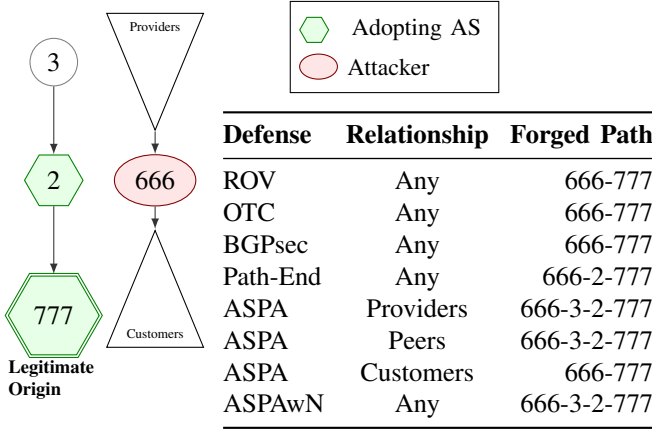 Providers
Adopting AS
Attacker
3
2
666
777
Customers
Legitimate
Origin
Defense Relationship Forged Path
ROV Any 666-777
OTC Any 666-777
BGPsec Any 666-777
Path-End Any 666-2-777
ASPA Providers 666-3-2-777
ASPA Peers 666-3-2-777
ASPA Customers 666-777
ASPAwN Any 666-3-2-777